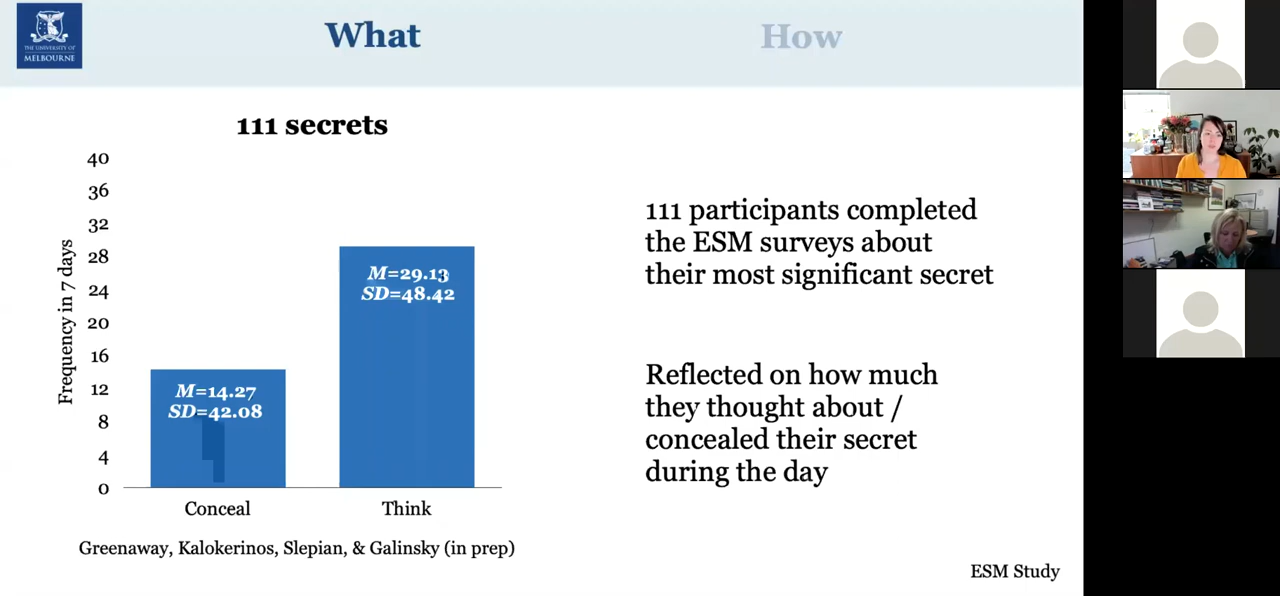 THE UNIVERSITY OF
MELBOURNE
What
How
111 secrets
Frequency in 7 days
40
36
32
28
24
20
16
12
8
4
0
M=14.27
SD=42.08
M=29.13
SD=48.42
Conceal
Think
Greenaway, Kalokerinos, Slepian, & Galinsky (in prep)
111 participants completed
the ESM surveys about
their most significant secret
Reflected on how much
they thought about /
concealed their secret
during the day
ESM Study